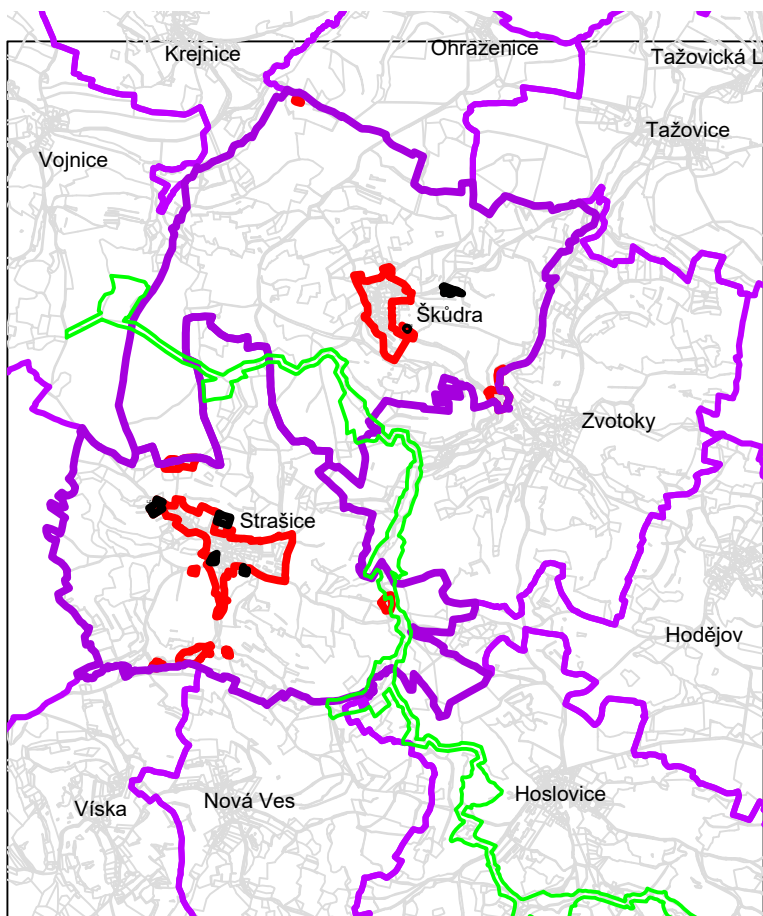 Krejnice
Ohrazenice
Tažovická L
Tažovice
Vojnice
Škůdra
Zvotoky
Strašice
Hodějov
Víska
Nová Ves
Hoslovice